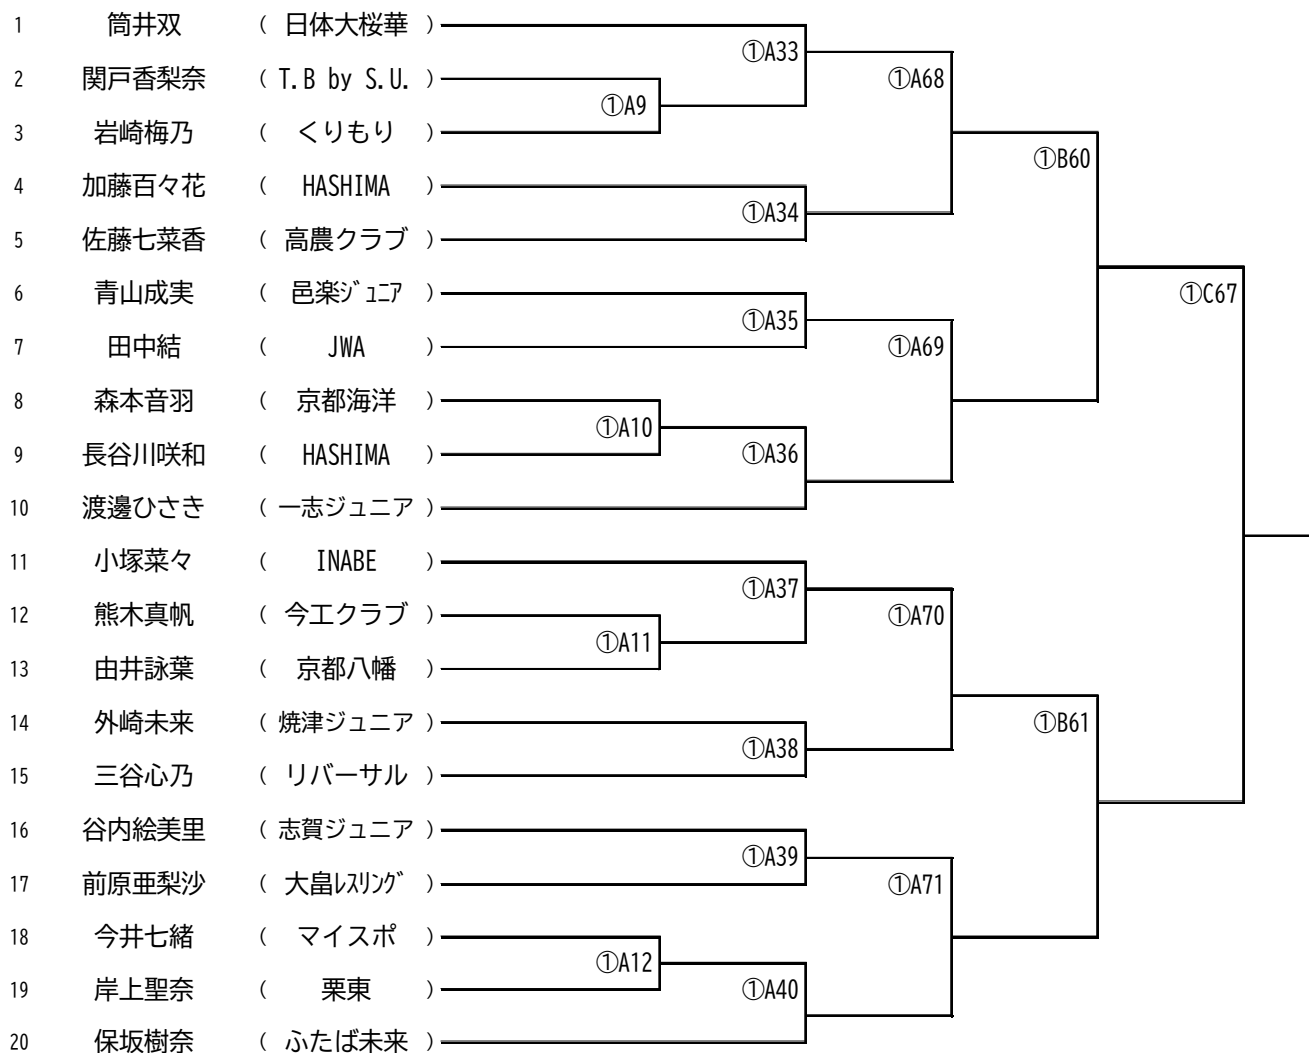 1 筒井双 ( 日体大桜華 )
①A33
2 関戸香梨奈 ( T.B by S.U. ) ①A68
①A9
3 岩崎梅乃 ( くりもり )
①B60
4 加藤百々花 ( HASHIMA )
①A34
5 佐藤七菜香 ( 高農クラブ )
6 青山成実 ( 邑楽ｼﾞｭﾆｱ ) ①C67
①A35
7 田中結 ( JWA ) ①A69
8 森本音羽 ( 京都海洋 )
①A10
9 長谷川咲和 ( HASHIMA ) ①A36
10 渡邊ひさき ( 一志ジュニア )
11 小塚菜々 ( INABE )
①A37
12 熊木真帆 ( 今工クラブ ) ①A70
①A11
13 由井詠葉 ( 京都八幡 )
14 外崎未来 ( 焼津ジュニア ) ①B61
①A38
15 三谷心乃 ( リバーサル )
16 谷内絵美里 ( 志賀ジュニア )
①A39
17 前原亜梨沙 ( 大畠ﾚｽﾘﾝｸﾞ ) ①A71
18 今井七緒 ( マイスポ )
①A12
19 岸上聖奈 ( 栗東 ) ①A40
20 保坂樹奈 ( ふたば未来 )